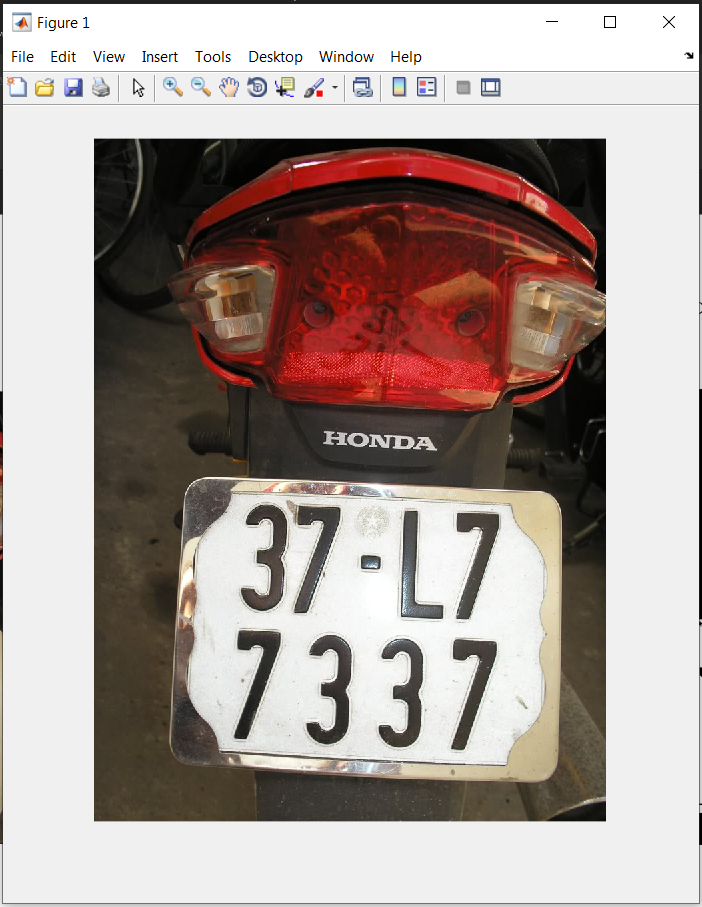 Figure 1
File Edit View Insert Tools Desktop Window Help
HONDA
37-L7
7337